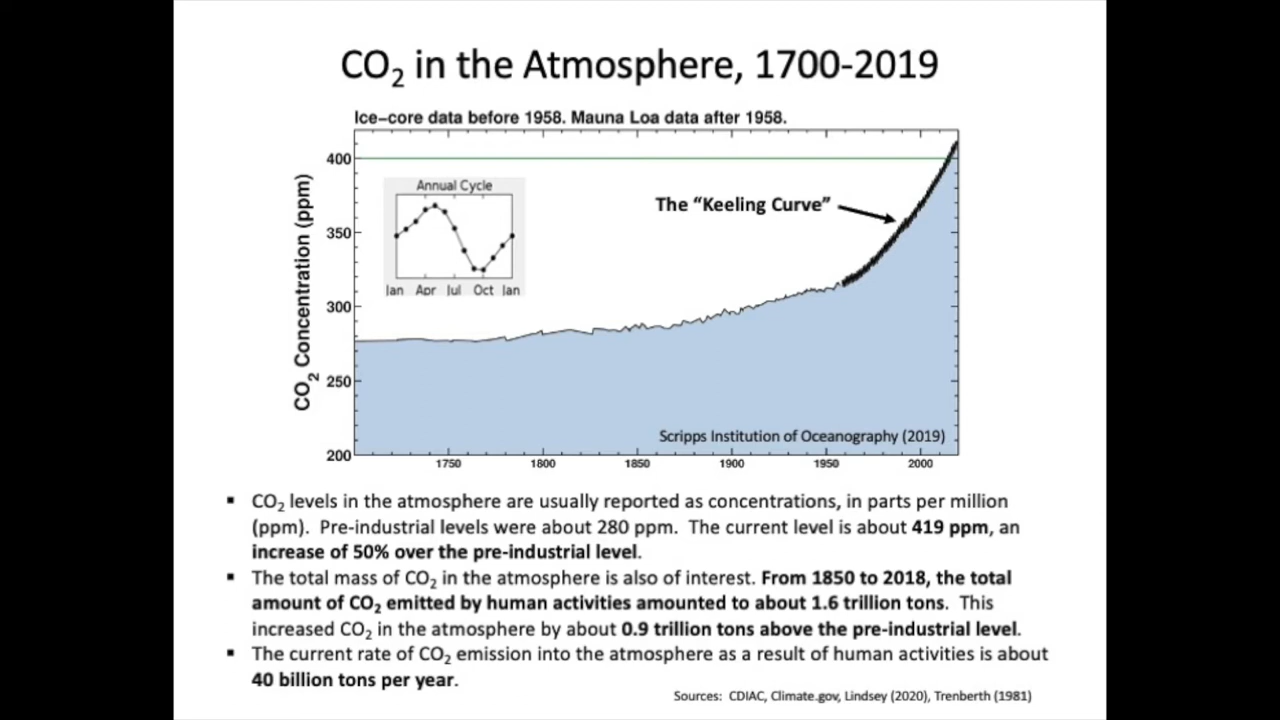 CO₂ in the Atmosphere, 1700-2019
Ice–core data before 1958. Mauna Loa data after 1958.
CO₂ Concentration (ppm)
400
350
300
250
200
Annual Cycle
Jan Apr Jul Oct Jan
The “Keeling Curve”
Scripps Institution of Oceanography (2019)
1750 1800 1850 1900 1950 2000
▪ CO₂ levels in the atmosphere are usually reported as concentrations, in parts per million
(ppm). Pre-industrial levels were about 280 ppm. The current level is about 419 ppm, an
increase of 50% over the pre-industrial level.
▪ The total mass of CO₂ in the atmosphere is also of interest. From 1850 to 2018, the total
amount of CO₂ emitted by human activities amounted to about 1.6 trillion tons. This
increased CO₂ in the atmosphere by about 0.9 trillion tons above the pre-industrial level.
▪ The current rate of CO₂ emission into the atmosphere as a result of human activities is about
40 billion tons per year.
Sources: CDIAC, Climate.gov, Lindsey (2020), Trenberth (1981)